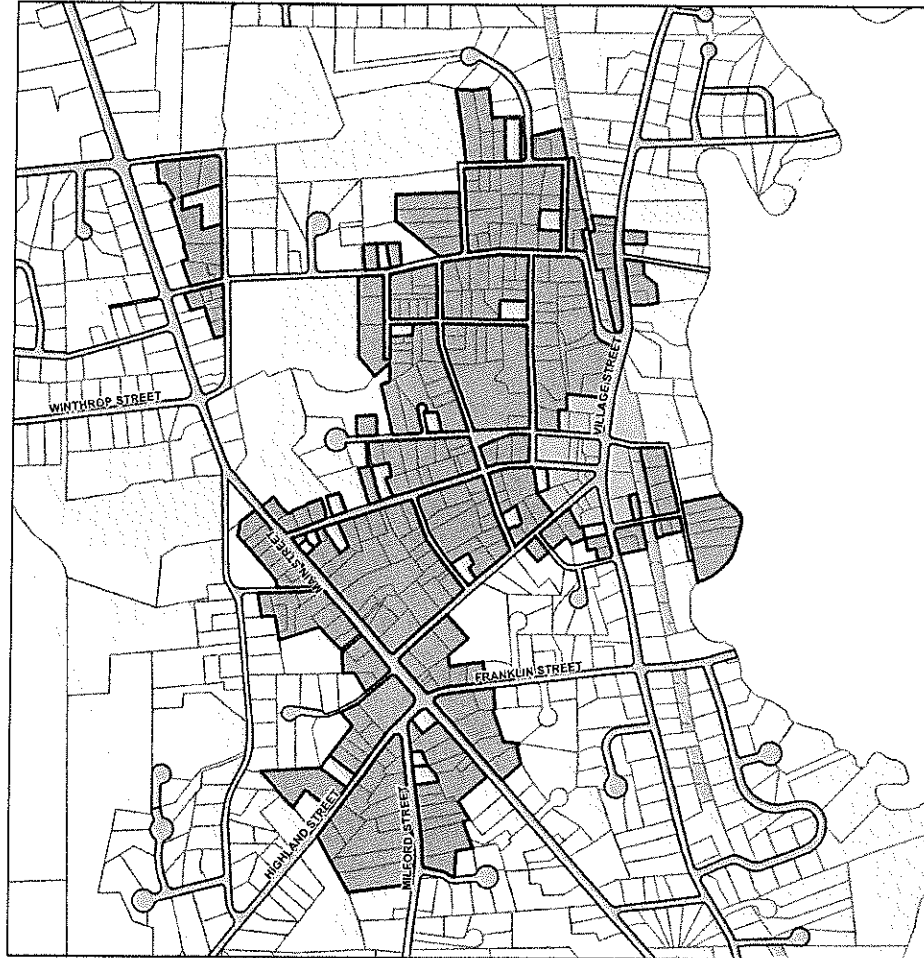 VILLAGE STREET
WINTHROP STREET
MAIN STREET
FRANKLIN STREET
HIGHLAND STREET
MILFORD STREET